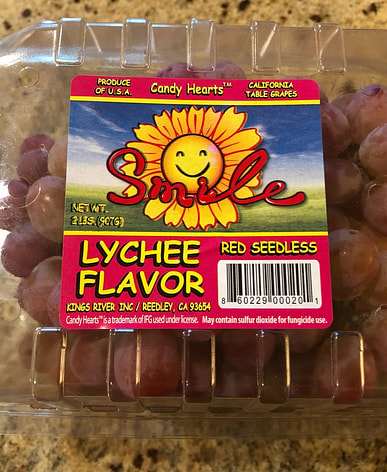 PRODUCE OF U.S.A.
Candy Hearts™
CALIFORNIA TABLE GRAPES
Smile
NET WT.
2 LBS. (907G)
LYCHEE
FLAVOR
RED SEEDLESS
8 60229 00020 1
KINGS RIVER INC / REEDLEY, CA 93654
Candy Hearts™ is a trademark of IFG used under license. May contain sulfur dioxide for fungicide use.